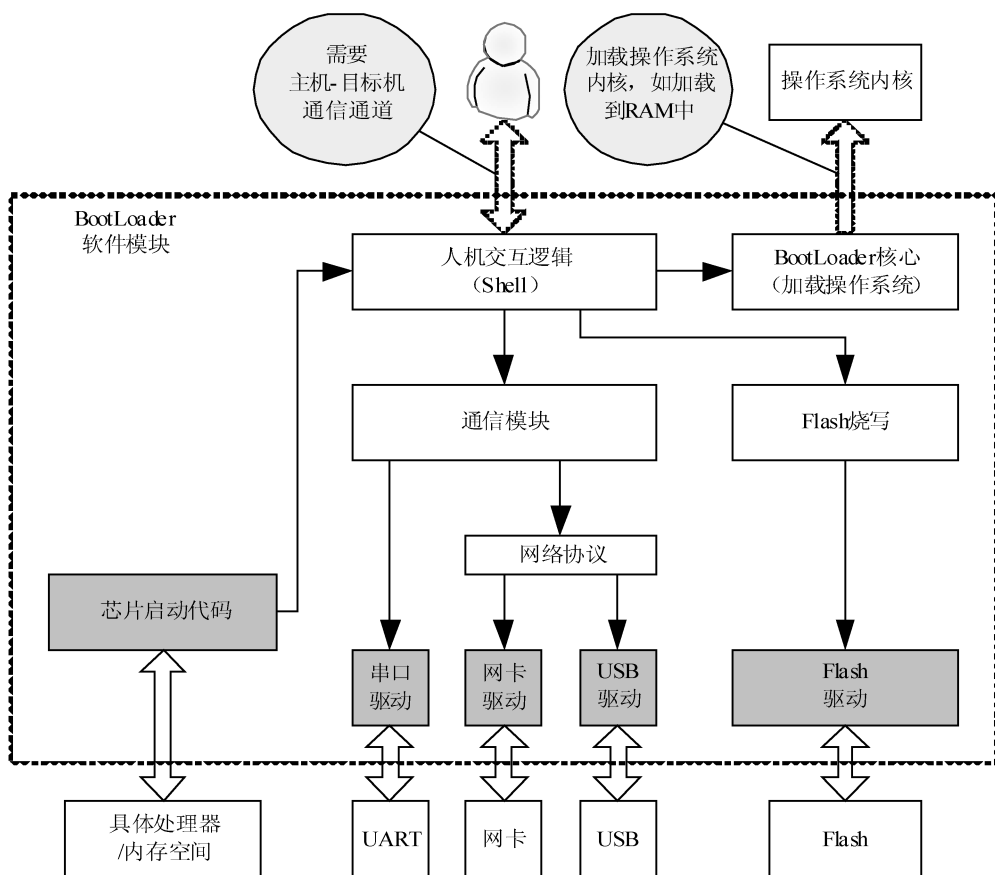 需要
主机-目标机
通信通道
加载操作系统
内核，如加载
到RAM中
操作系统内核
BootLoader
软件模块
人机交互逻辑
（Shell）
BootLoader核心
（加载操作系统）
通信模块
Flash烧写
网络协议
芯片启动代码
串口
驱动
网卡
驱动
USB
驱动
Flash
驱动
具体处理器
/内存空间
UART
网卡
USB
Flash